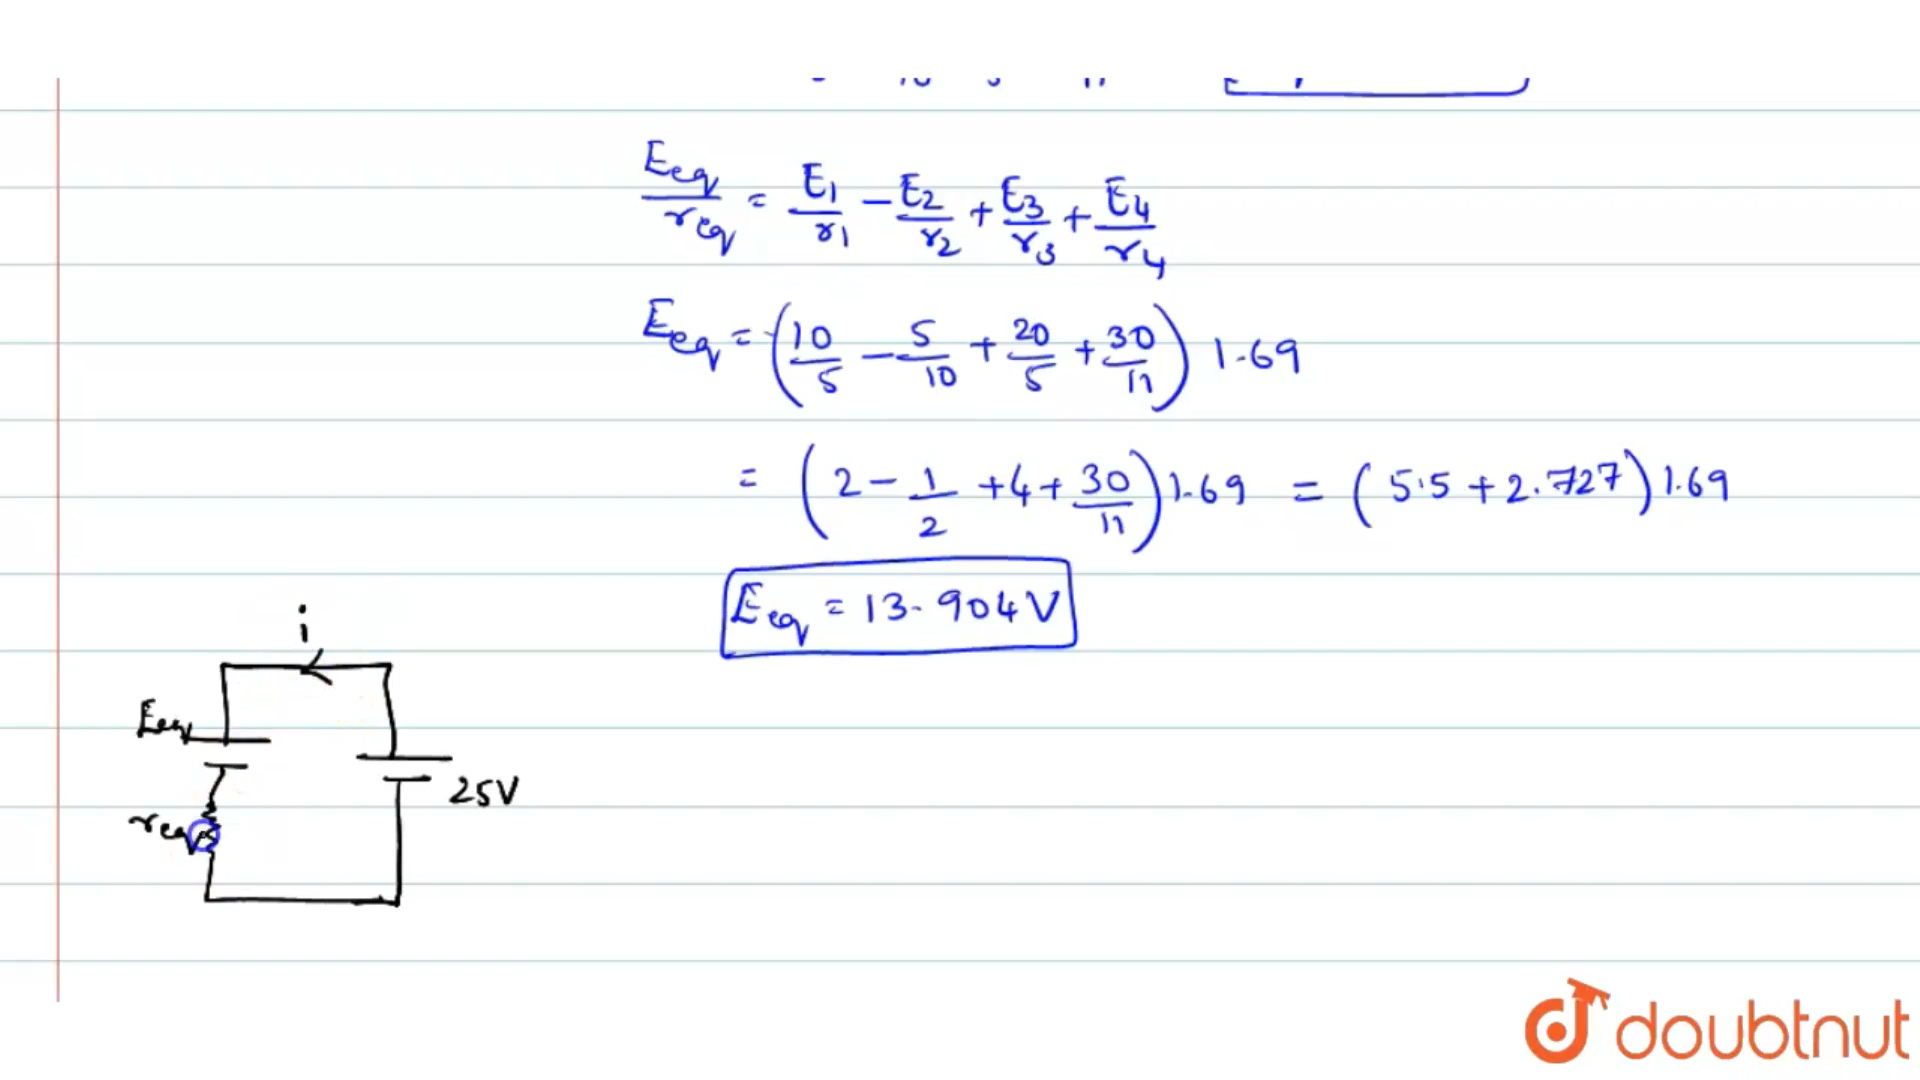 Eeq/req = E1/r1 − E2/r2 + E3/r3 + E4/r4
Eeq = (10/5 − 5/10 + 20/5 + 30/11) 1.69
= (2 − 1/2 + 4 + 30/11) 1.69 = (5.5 + 2.727) 1.69
Eeq = 13.904V
i
Eeq
25V
req
doubtnut